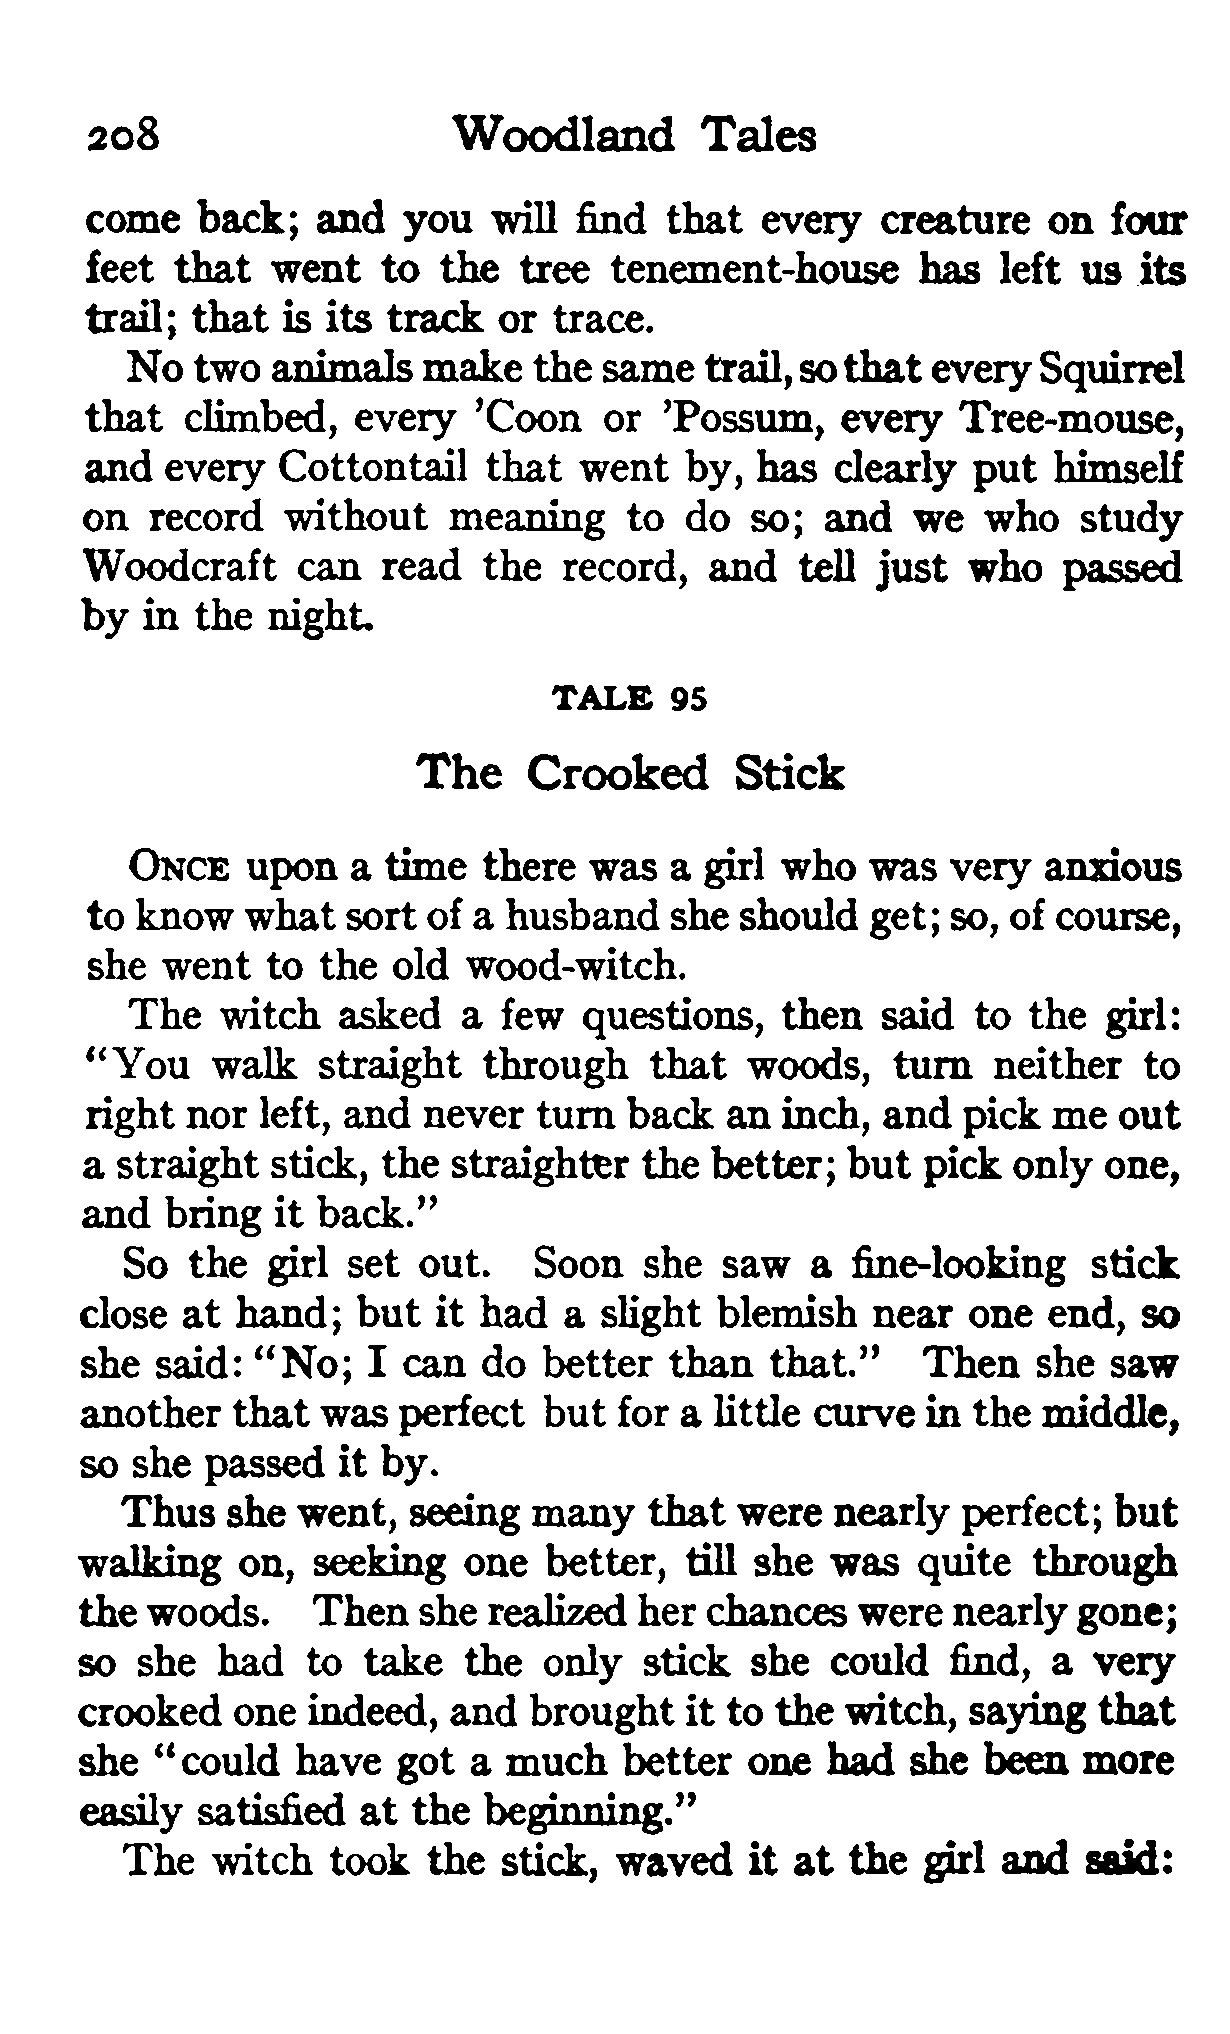 208 Woodland Tales
come back; and you will find that every creature on four
feet that went to the tree tenement-house has left us its
trail; that is its track or trace.
No two animals make the same trail, so that every Squirrel
that climbed, every 'Coon or 'Possum, every Tree-mouse,
and every Cottontail that went by, has clearly put himself
on record without meaning to do so; and we who study
Woodcraft can read the record, and tell just who passed
by in the night.
TALE 95
The Crooked Stick
ONCE upon a time there was a girl who was very anxious
to know what sort of a husband she should get; so, of course,
she went to the old wood-witch.
The witch asked a few questions, then said to the girl:
"You walk straight through that woods, turn neither to
right nor left, and never turn back an inch, and pick me out
a straight stick, the straighter the better; but pick only one,
and bring it back."
So the girl set out. Soon she saw a fine-looking stick
close at hand; but it had a slight blemish near one end, so
she said: "No; I can do better than that." Then she saw
another that was perfect but for a little curve in the middle,
so she passed it by.
Thus she went, seeing many that were nearly perfect; but
walking on, seeking one better, till she was quite through
the woods. Then she realized her chances were nearly gone;
so she had to take the only stick she could find, a very
crooked one indeed, and brought it to the witch, saying that
she "could have got a much better one had she been more
easily satisfied at the beginning."
The witch took the stick, waved it at the girl and said: